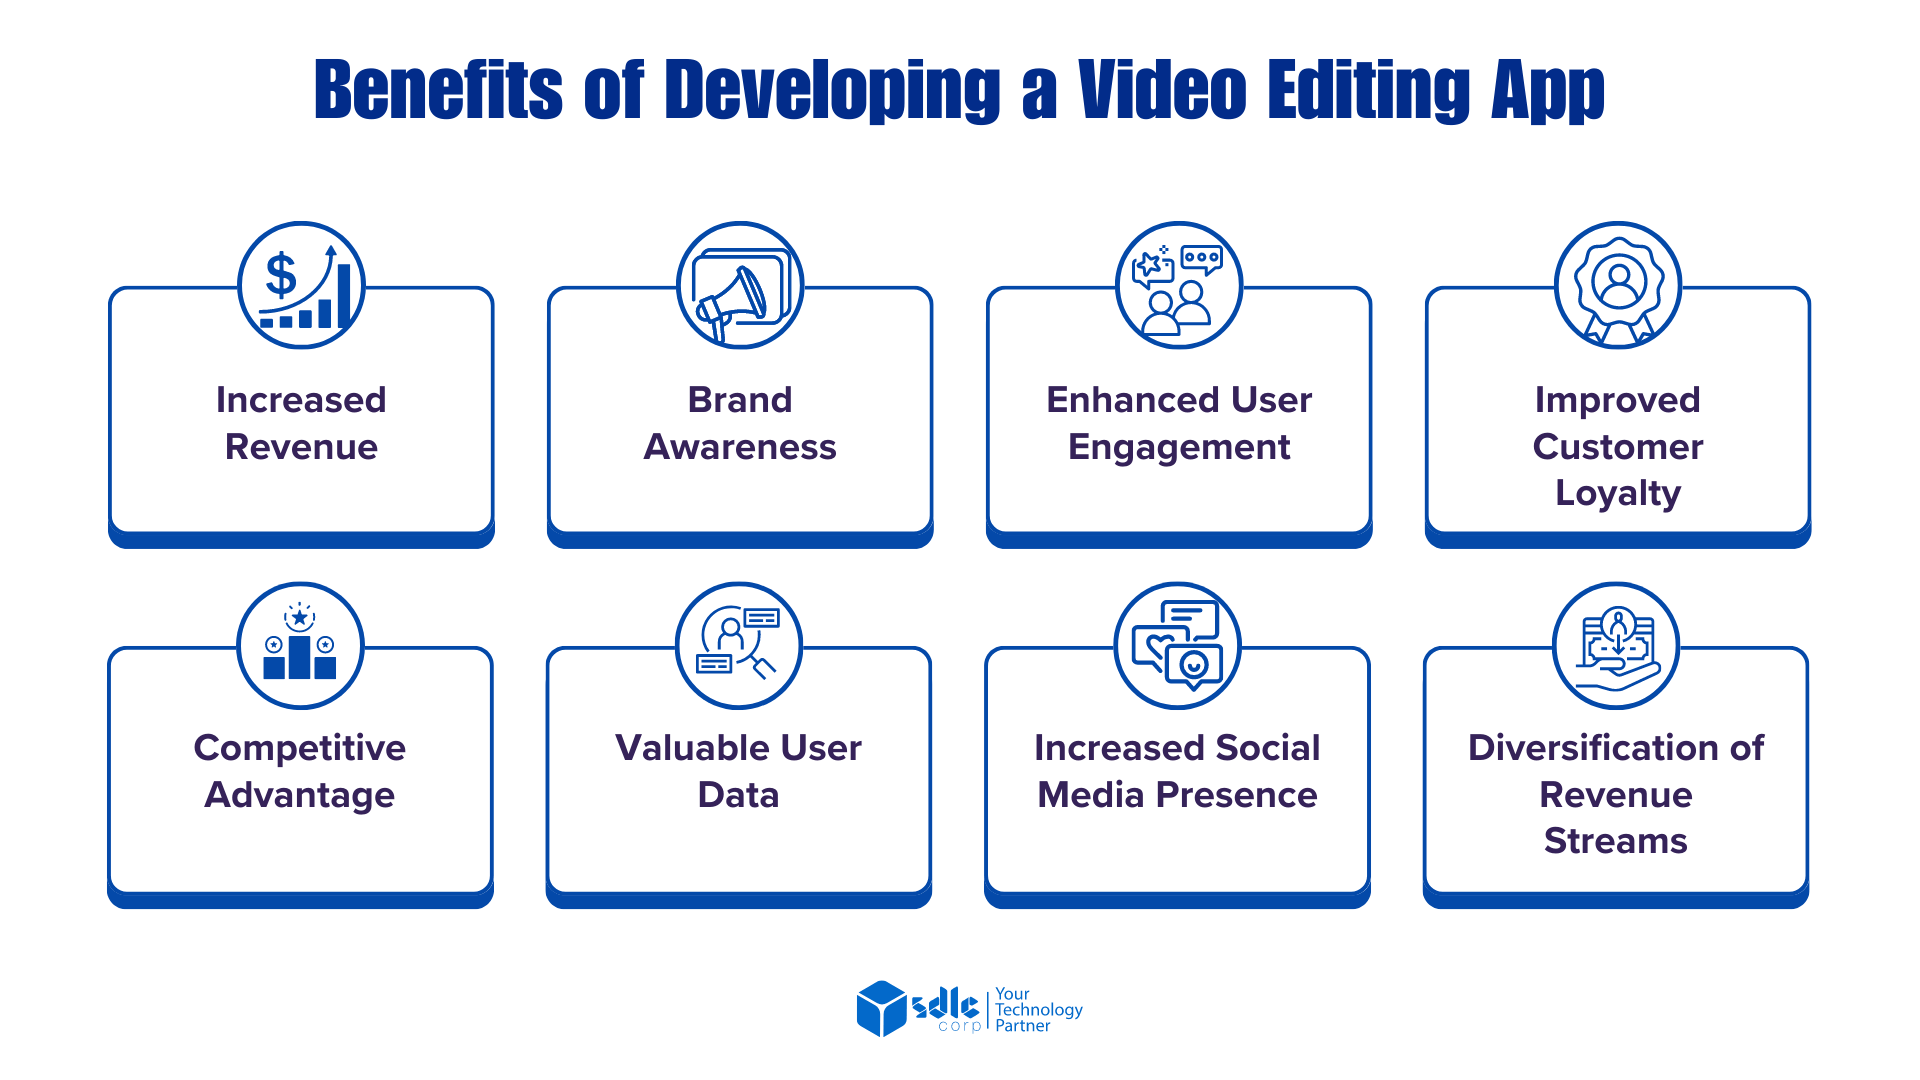 Benefits of Developing a Video Editing App
$
Increased
Revenue
Brand
Awareness
Enhanced User
Engagement
Improved
Customer
Loyalty
Competitive
Advantage
Valuable User
Data
Increased Social
Media Presence
Diversification of
Revenue
Streams
sdlc
corp
Your
Technology
Partner